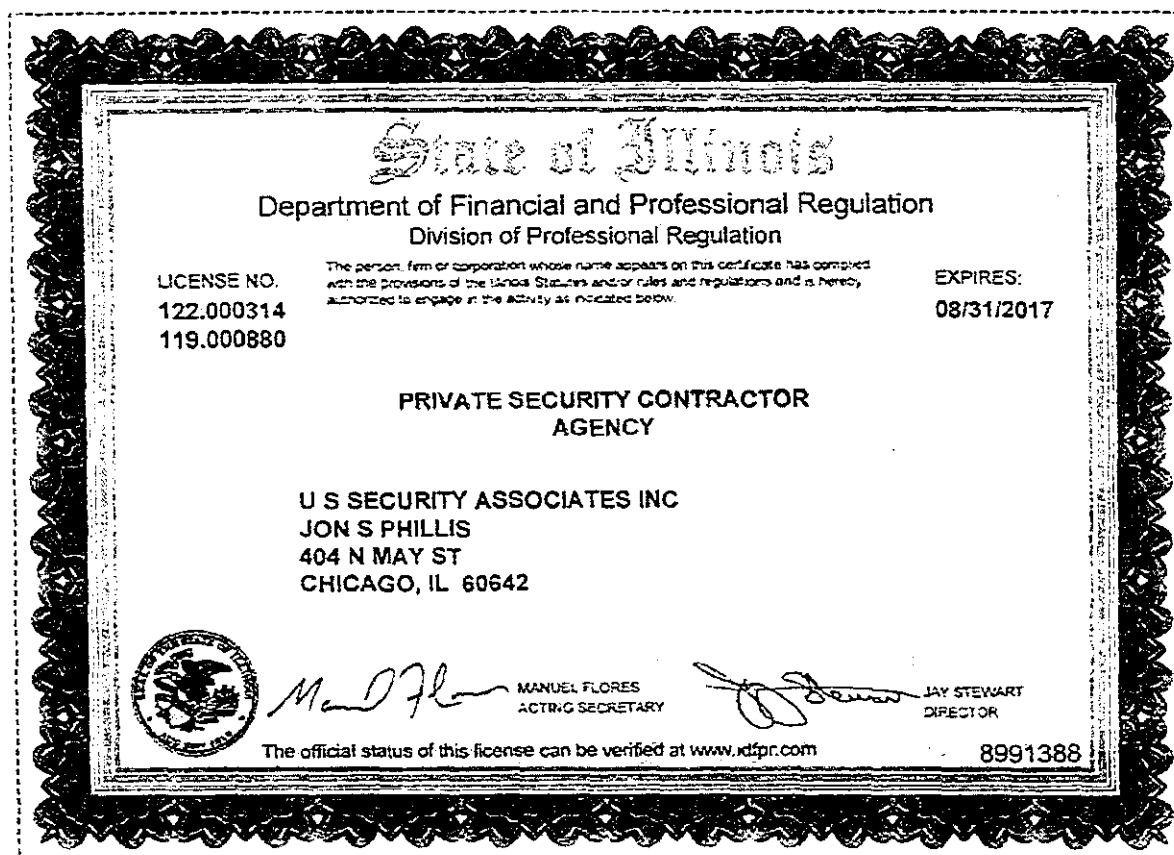 State of Illinois
Department of Financial and Professional Regulation
Division of Professional Regulation
LICENSE NO.
122.000314
119.000880
The person, firm or corporation whose name appears on this certificate has complied
with the provisions of the Illinois Statutes and/or rules and regulations and is hereby
authorized to engage in the activity as indicated below.
EXPIRES:
08/31/2017
PRIVATE SECURITY CONTRACTOR
AGENCY
U S SECURITY ASSOCIATES INC
JON S PHILLIS
404 N MAY ST
CHICAGO, IL 60642
MANUEL FLORES
ACTING SECRETARY
JAY STEWART
DIRECTOR
The official status of this license can be verified at www.idfpr.com
8991388